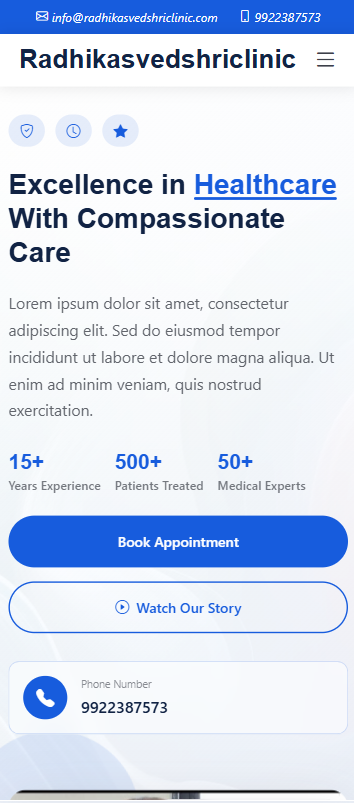 info@radhikasvedshriclinic.com 9922387573
Radhikasvedshriclinic
Excellence in Healthcare
With Compassionate
Care
Lorem ipsum dolor sit amet, consectetur
adipiscing elit. Sed do eiusmod tempor
incididunt ut labore et dolore magna aliqua. Ut
enim ad minim veniam, quis nostrud
exercitation.
15+ 500+ 50+
Years Experience Patients Treated Medical Experts
Book Appointment
Watch Our Story
Phone Number
9922387573